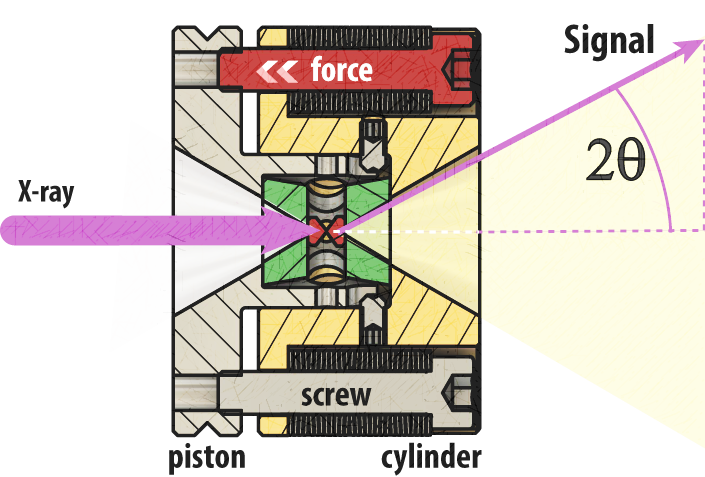 Signal
force
2θ
X-ray
screw
piston
cylinder